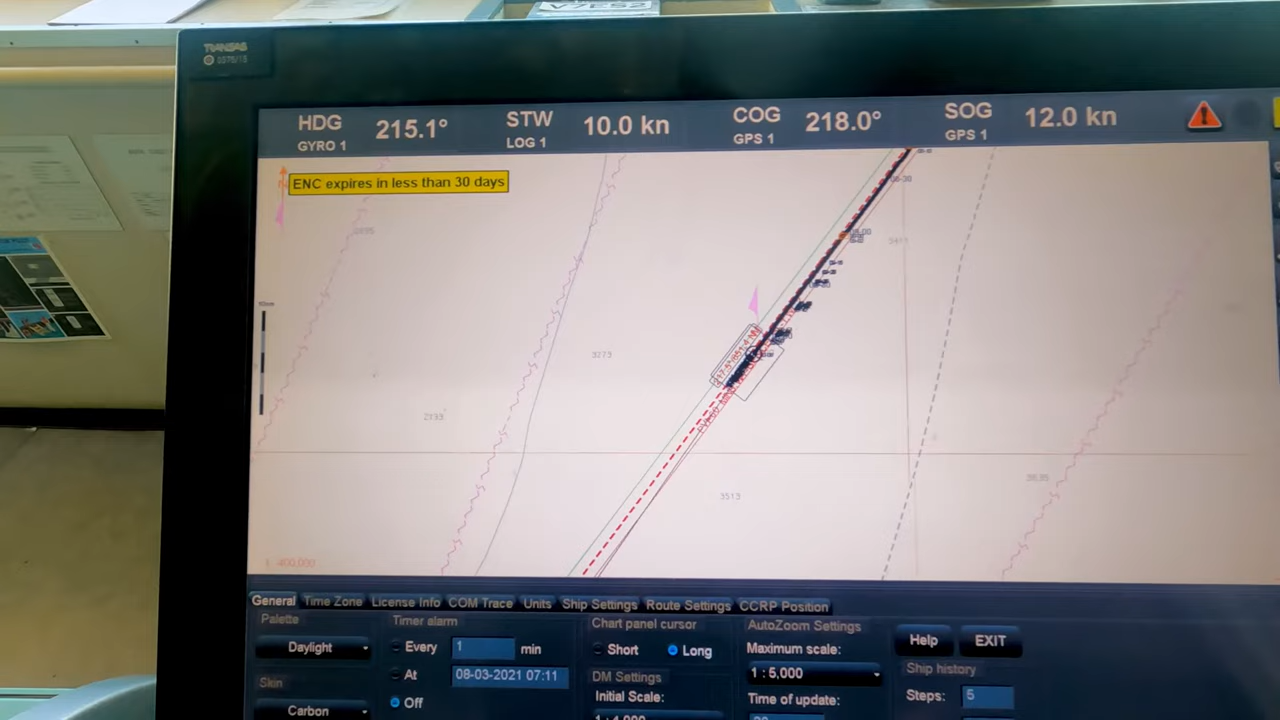 TRANSAS
HDG 215.1° STW 10.0 kn COG 218.0° SOG 12.0 kn
GYRO 1 LOG 1 GPS 1 GPS 1
ENC expires in less than 30 days
3273
3513
1 : 400,000
General Time Zone License Info COM Trace Units Ship Settings Route Settings CCRP Position
Palette
Daylight
Skin
Carbon
Timer alarm
Every 1 min
At 08-03-2021 07:11
Off
Chart panel cursor
Short Long
DM Settings
Initial Scale:
AutoZoom Settings
Maximum scale:
1 : 5,000
Time of update:
Help EXIT
Ship history
Steps: 5